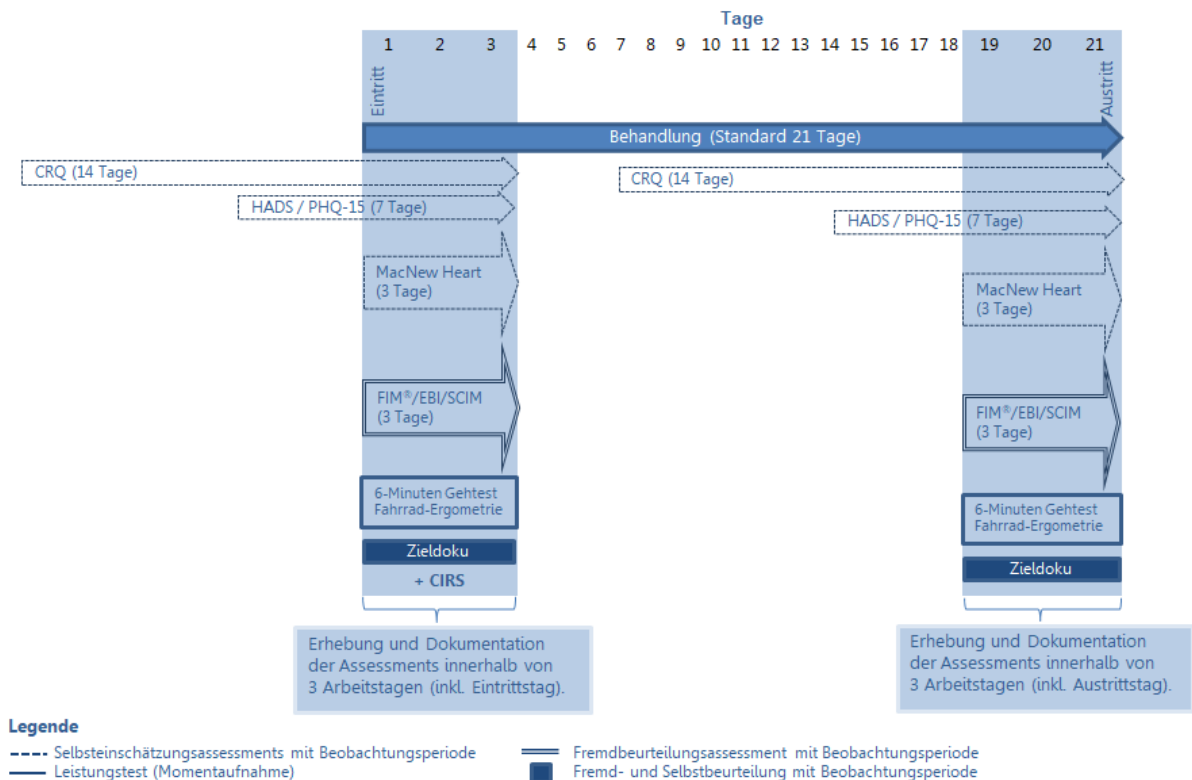 Tage
1 2 3 4 5 6 7 8 9 10 11 12 13 14 15 16 17 18 19 20 21
Eintritt
Austritt
Behandlung (Standard 21 Tage)
CRQ (14 Tage)
CRQ (14 Tage)
HADS / PHQ-15 (7 Tage)
HADS / PHQ-15 (7 Tage)
MacNew Heart
(3 Tage)
MacNew Heart
(3 Tage)
FIM®/EBI/SCIM
(3 Tage)
FIM®/EBI/SCIM
(3 Tage)
6-Minuten Gehtest
Fahrrad-Ergometrie
6-Minuten Gehtest
Fahrrad-Ergometrie
Zieldoku
+ CIRS
Zieldoku
Erhebung und Dokumentation
der Assessments innerhalb von
3 Arbeitstagen (inkl. Eintrittstag).
Erhebung und Dokumentation
der Assessments innerhalb von
3 Arbeitstagen (inkl. Austrittstag).
Legende
Selbsteinschätzungsassessments mit Beobachtungsperiode
Leistungstest (Momentaufnahme)
Fremdbeurteilungsassessment mit Beobachtungsperiode
Fremd- und Selbstbeurteilung mit Beobachtungsperiode